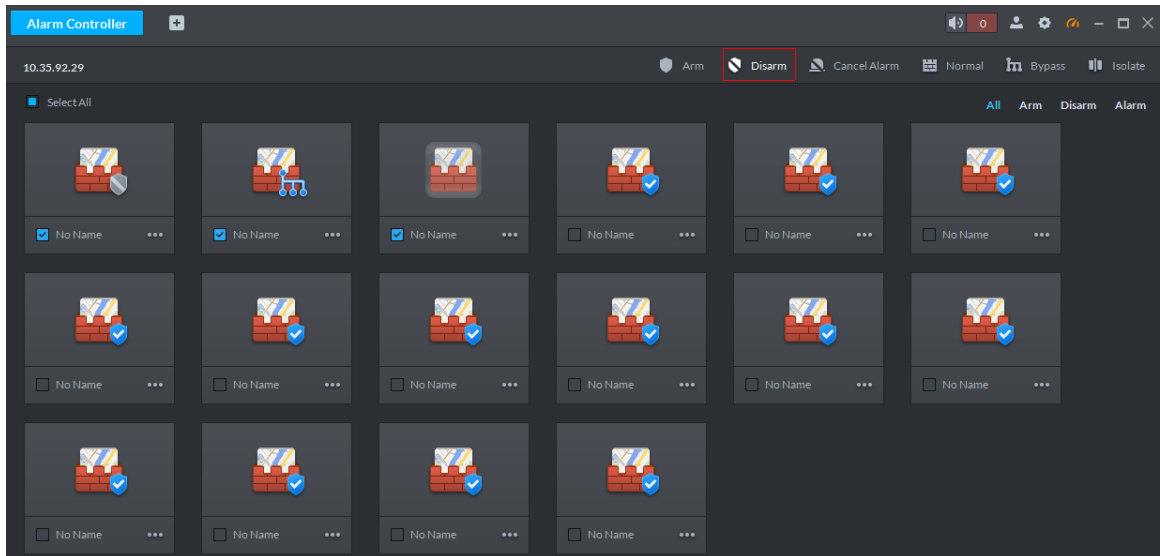 Alarm Controller
0
10.35.92.29
Arm Disarm Cancel Alarm Normal Bypass Isolate
Select All
All Arm Disarm Alarm
No Name No Name No Name No Name No Name No Name
No Name No Name No Name No Name No Name No Name
No Name No Name No Name No Name